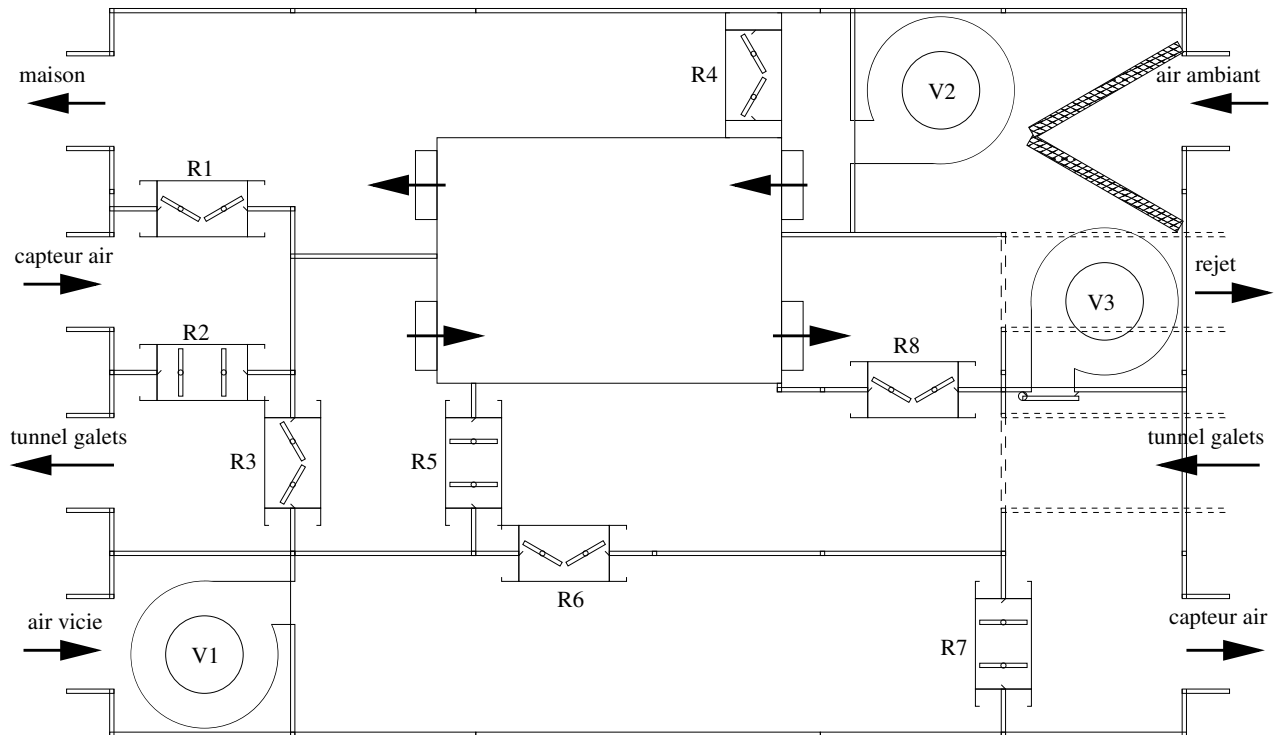 maison
R4
V2
air ambiant
R1
capteur air
rejet
V3
R2
R8
tunnel galets
R3
R5
tunnel galets
R6
air vicie
V1
R7
capteur air